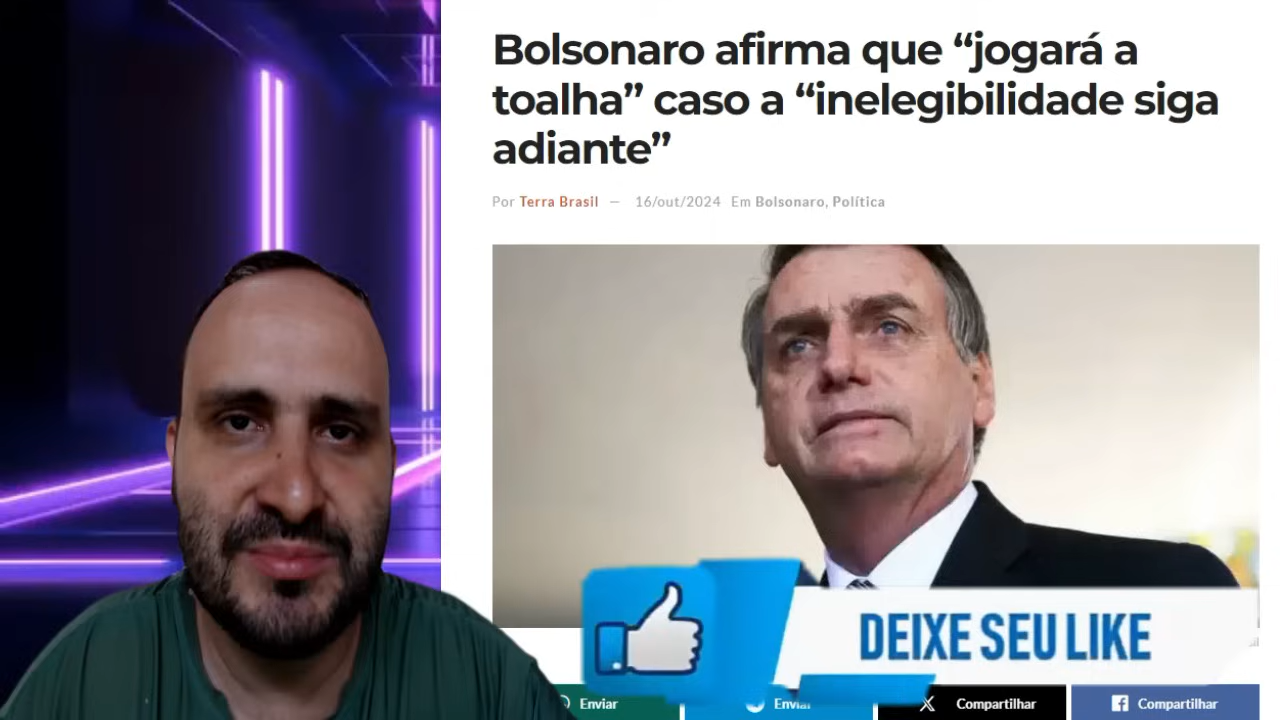 Bolsonaro afirma que “jogará a
toalha” caso a “inelegibilidade siga
adiante”
Por Terra Brasil — 16/out/2024 Em Bolsonaro, Política
DEIXE SEU LIKE
Enviar
Compartilhar
Compartilhar